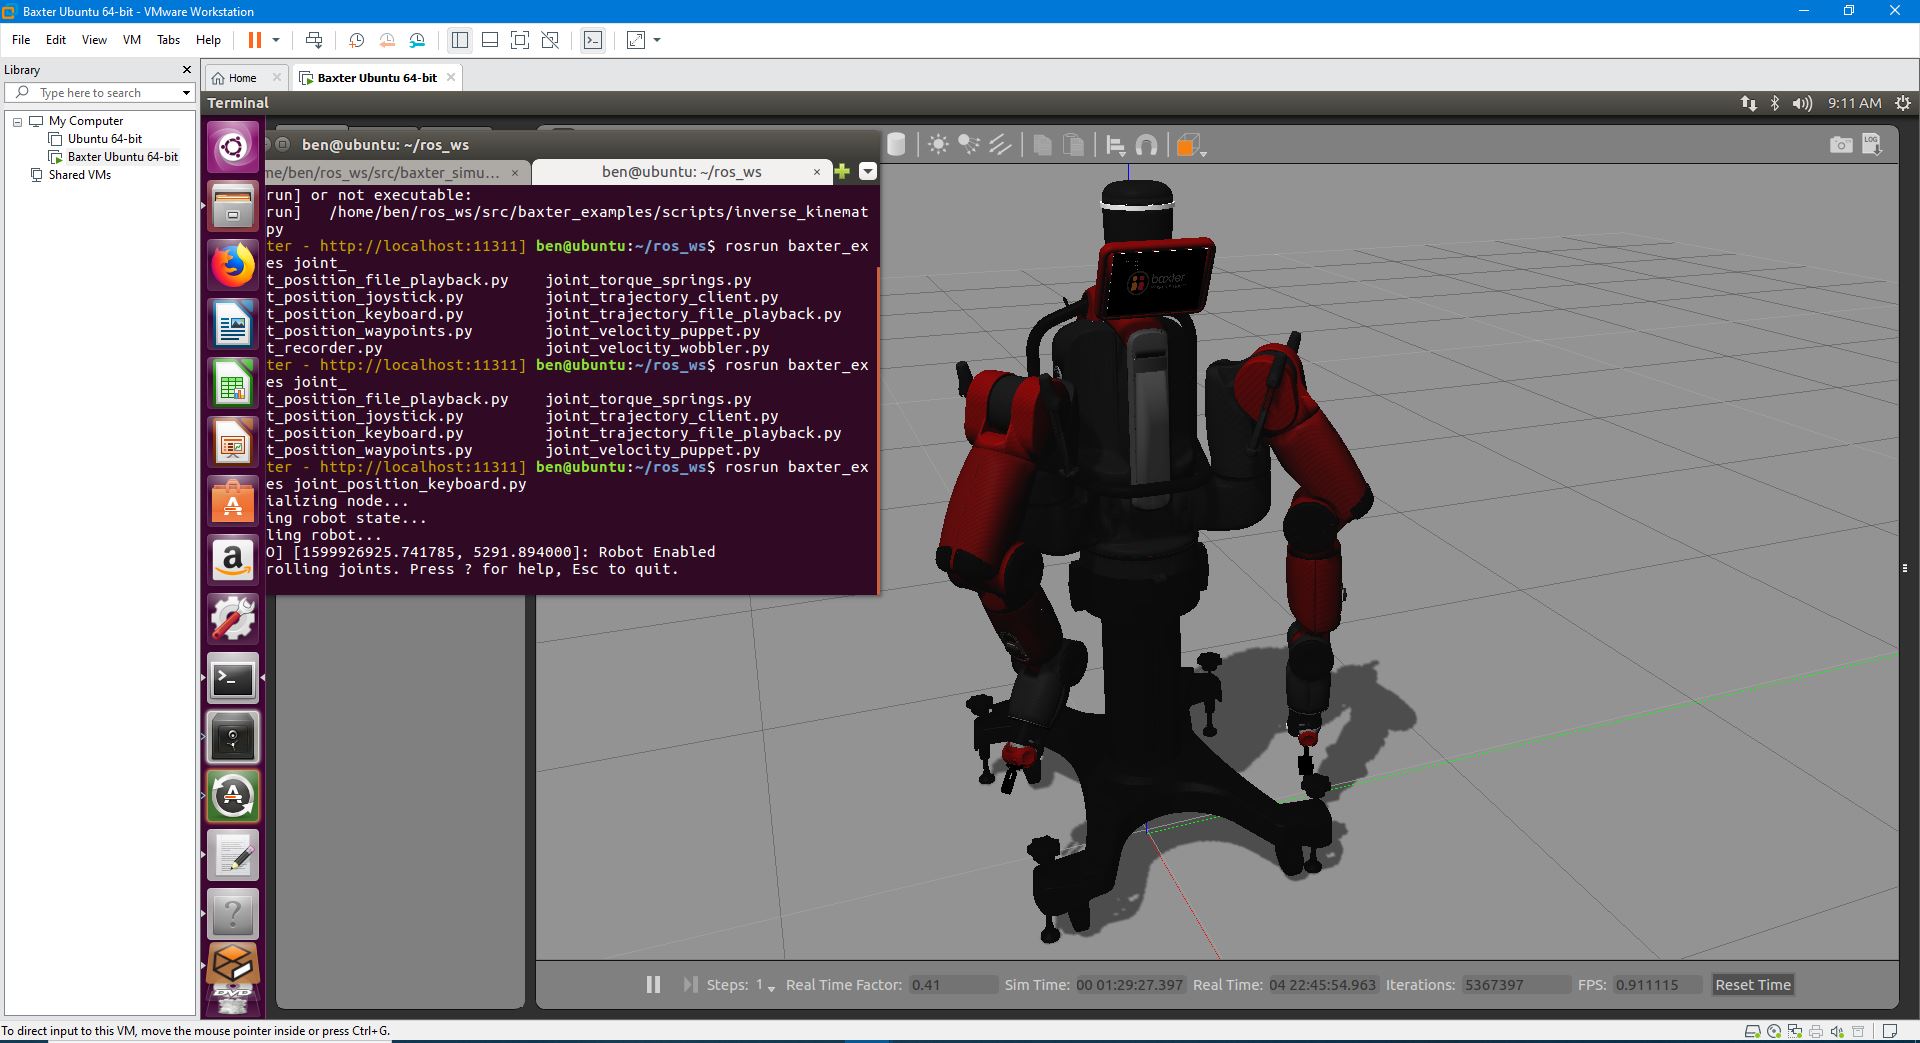 Baxter Ubuntu 64-bit - VMware Workstation
File Edit View VM Tabs Help
Library
Type here to search
My Computer
Ubuntu 64-bit
Baxter Ubuntu 64-bit
Shared VMs
Home
Baxter Ubuntu 64-bit
Terminal
9:11 AM
ben@ubuntu: ~/ros_ws
me/ben/ros_ws/src/baxter_simu...
ben@ubuntu: ~/ros_ws
run] or not executable:
run]   /home/ben/ros_ws/src/baxter_examples/scripts/inverse_kinemat
py
ter - http://localhost:11311] ben@ubuntu:~/ros_ws$ rosrun baxter_ex
es joint_
t_position_file_playback.py    joint_torque_springs.py
t_position_joystick.py         joint_trajectory_client.py
t_position_keyboard.py         joint_trajectory_file_playback.py
t_position_waypoints.py        joint_velocity_puppet.py
t_recorder.py                  joint_velocity_wobbler.py
ter - http://localhost:11311] ben@ubuntu:~/ros_ws$ rosrun baxter_ex
es joint_
t_position_file_playback.py    joint_torque_springs.py
t_position_joystick.py         joint_trajectory_client.py
t_position_keyboard.py         joint_trajectory_file_playback.py
t_position_waypoints.py        joint_velocity_puppet.py
ter - http://localhost:11311] ben@ubuntu:~/ros_ws$ rosrun baxter_ex
es joint_position_keyboard.py
ializing node...
ing robot state...
ling robot...
O] [1599926925.741785, 5291.894000]: Robot Enabled
rolling joints. Press ? for help, Esc to quit.
LOG
baxter
Steps: 1 Real Time Factor: 0.41 Sim Time: 00 01:29:27.397 Real Time: 04 22:45:54.963 Iterations: 5367397 FPS: 0.911115 Reset Time
DVD
To direct input to this VM, move the mouse pointer inside or press Ctrl+G.